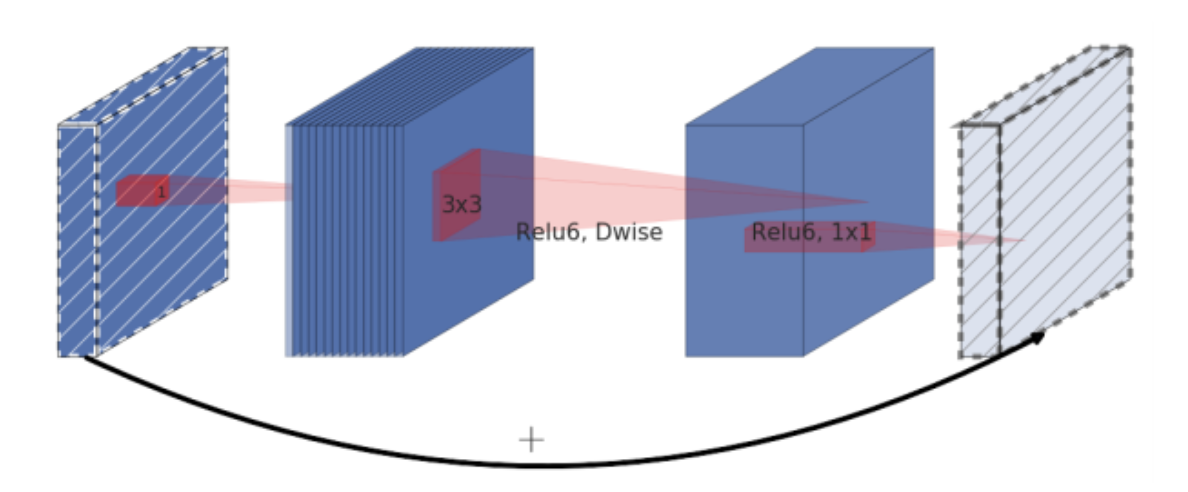 1
3x3
Relu6, Dwise
Relu6, 1x1
+